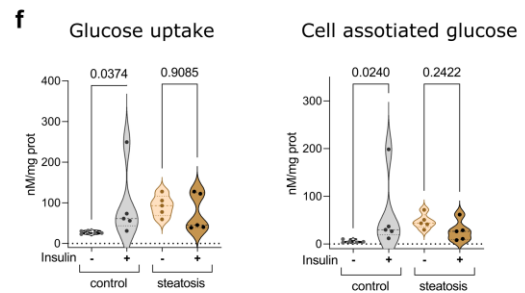 f
Glucose uptake
0.0374 0.9085
400
300
200
100
0
nM/mg prot
Insulin - + - +
control steatosis
Cell assotiated glucose
0.0240 0.2422
300
200
100
0
nM/mg prot
Insulin - + - +
control steatosis